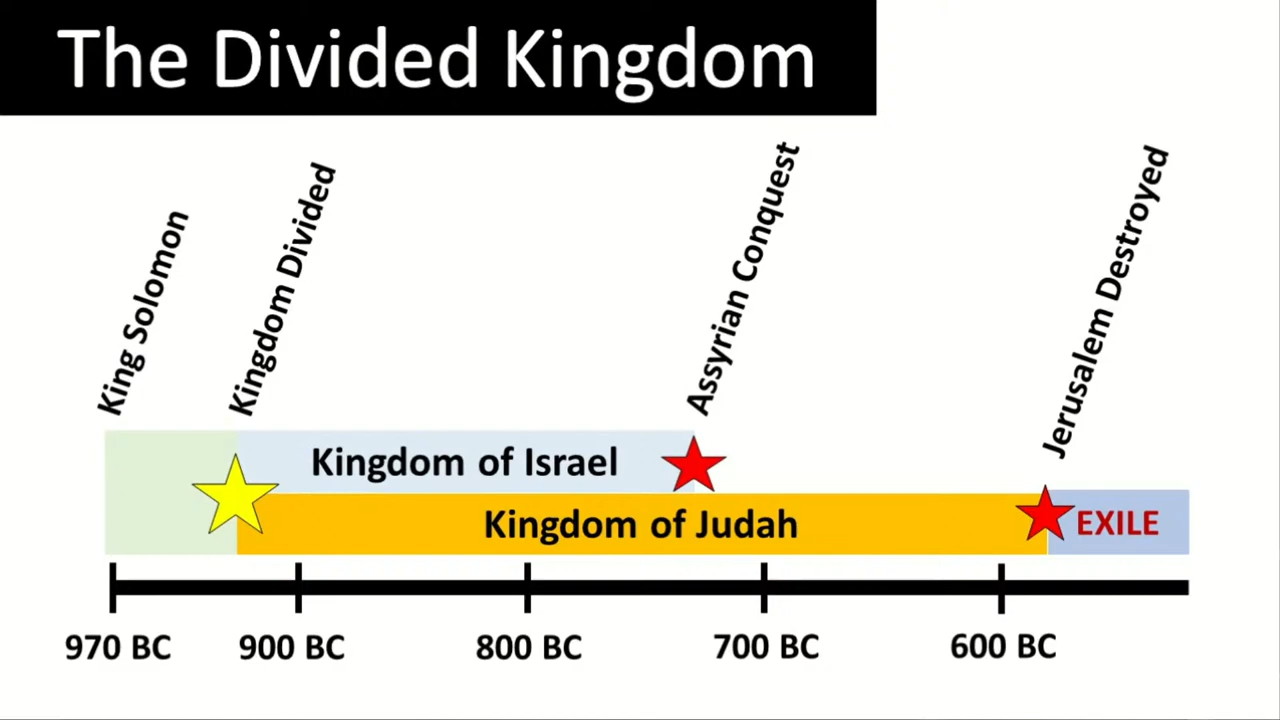 The Divided Kingdom
King Solomon
Kingdom Divided
Assyrian Conquest
Jerusalem Destroyed
Kingdom of Israel
Kingdom of Judah
EXILE
970 BC
900 BC
800 BC
700 BC
600 BC